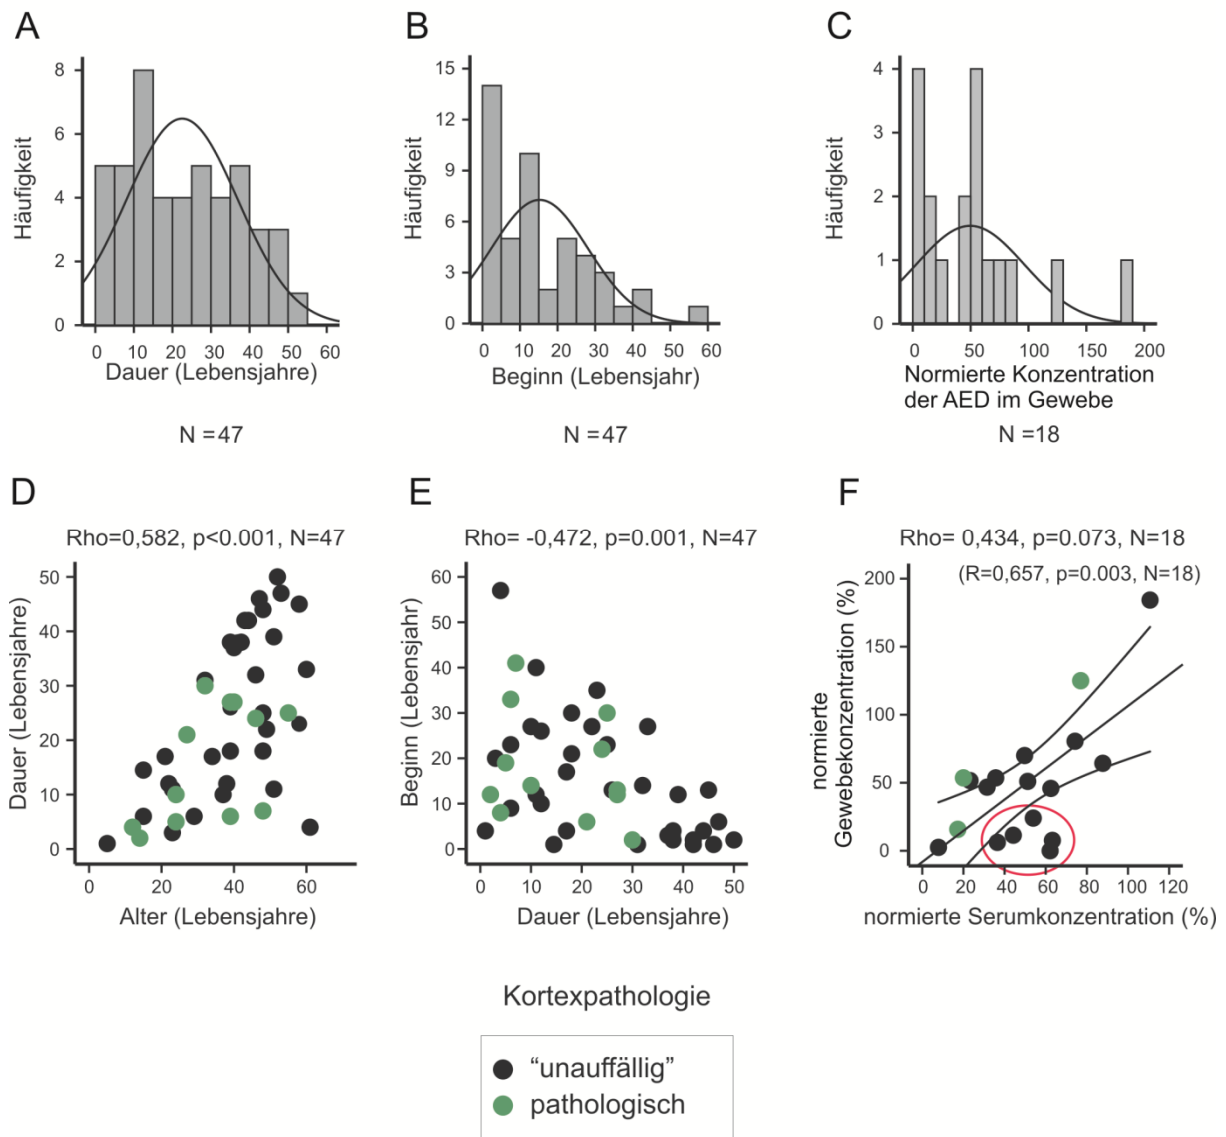 A
8
6
4
2
0
Häufigkeit
0 10 20 30 40 50 60
Dauer (Lebensjahre)
N =47
B
15
12
9
6
3
0
Häufigkeit
0 10 20 30 40 50 60
Beginn (Lebensjahr)
N =47
C
4
3
2
1
0
Häufigkeit
0 50 100 150 200
Normierte Konzentration
der AED im Gewebe
N =18
D
Rho=0,582, p<0.001, N=47
50
40
30
20
10
0
Dauer (Lebensjahre)
0 20 40 60
Alter (Lebensjahre)
E
Rho= -0,472, p=0.001, N=47
60
50
40
30
20
10
0
Beginn (Lebensjahr)
0 10 20 30 40 50
Dauer (Lebensjahre)
F
Rho= 0,434, p=0.073, N=18
(R=0,657, p=0.003, N=18)
200
150
100
50
0
normierte
Gewebekonzentration (%)
0 20 40 60 80 100 120
normierte Serumkonzentration (%)
Kortexpathologie
“unauffällig”
pathologisch